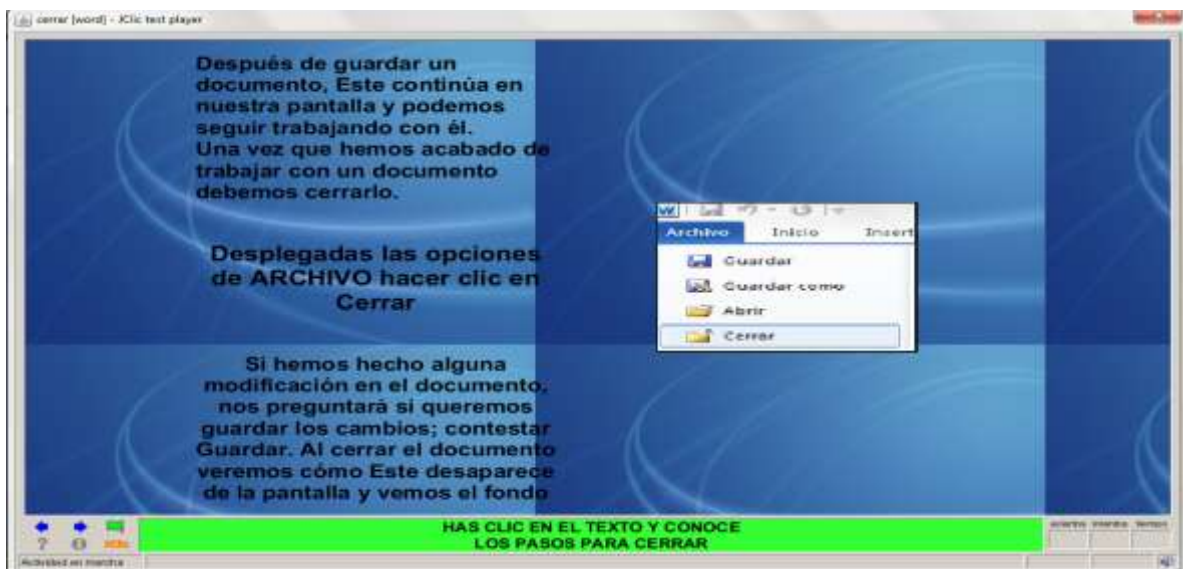 cerrar [word] - JClic test player
Después de guardar un
documento, Este continúa en
nuestra pantalla y podemos
seguir trabajando con él.
Una vez que hemos acabado de
trabajar con un documento
debemos cerrarlo.
Desplegadas las opciones
de ARCHIVO hacer clic en
Cerrar
W
Archivo Inicio Insert
Guardar
Guardar como
Abrir
Cerrar
Si hemos hecho alguna
modificación en el documento,
nos preguntará si queremos
guardar los cambios; contestar
Guardar. Al cerrar el documento
veremos cómo Este desaparece
de la pantalla y vemos el fondo
HAS CLIC EN EL TEXTO Y CONOCE
LOS PASOS PARA CERRAR
aciertos intentos tiempo
Actividad en marcha